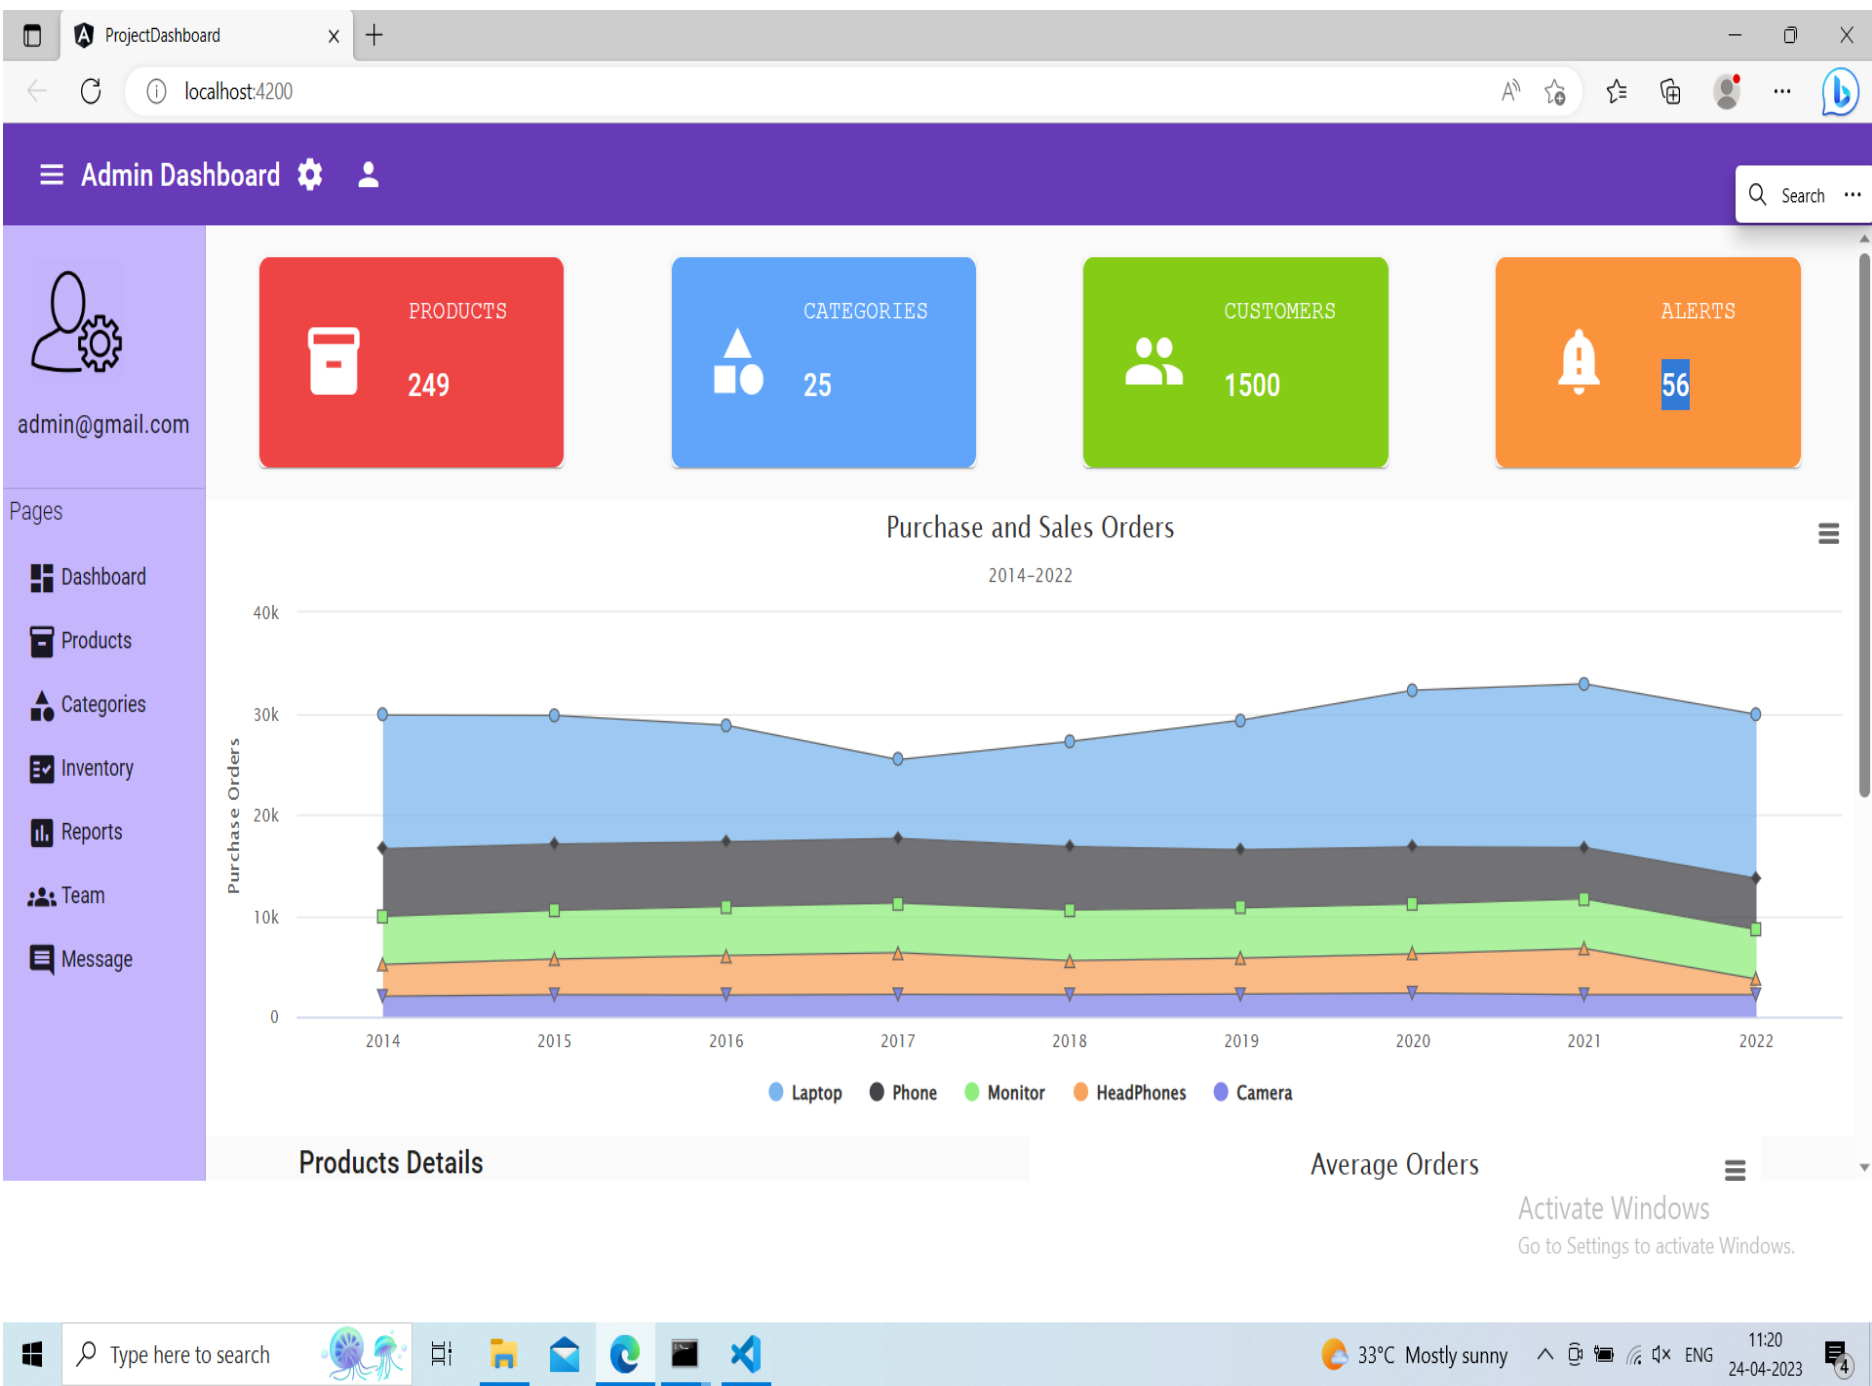 ProjectDashboard
localhost:4200
Admin Dashboard
Search
admin@gmail.com
Pages
Dashboard
Products
Categories
Inventory
Reports
Team
Message
PRODUCTS
249
CATEGORIES
25
CUSTOMERS
1500
ALERTS
56
Purchase and Sales Orders
2014-2022
Purchase Orders
40k
30k
20k
10k
0
2014 2015 2016 2017 2018 2019 2020 2021 2022
Laptop Phone Monitor HeadPhones Camera
Products Details
Average Orders
Activate Windows
Go to Settings to activate Windows.
Type here to search
33°C Mostly sunny
ENG
11:20
24-04-2023
4